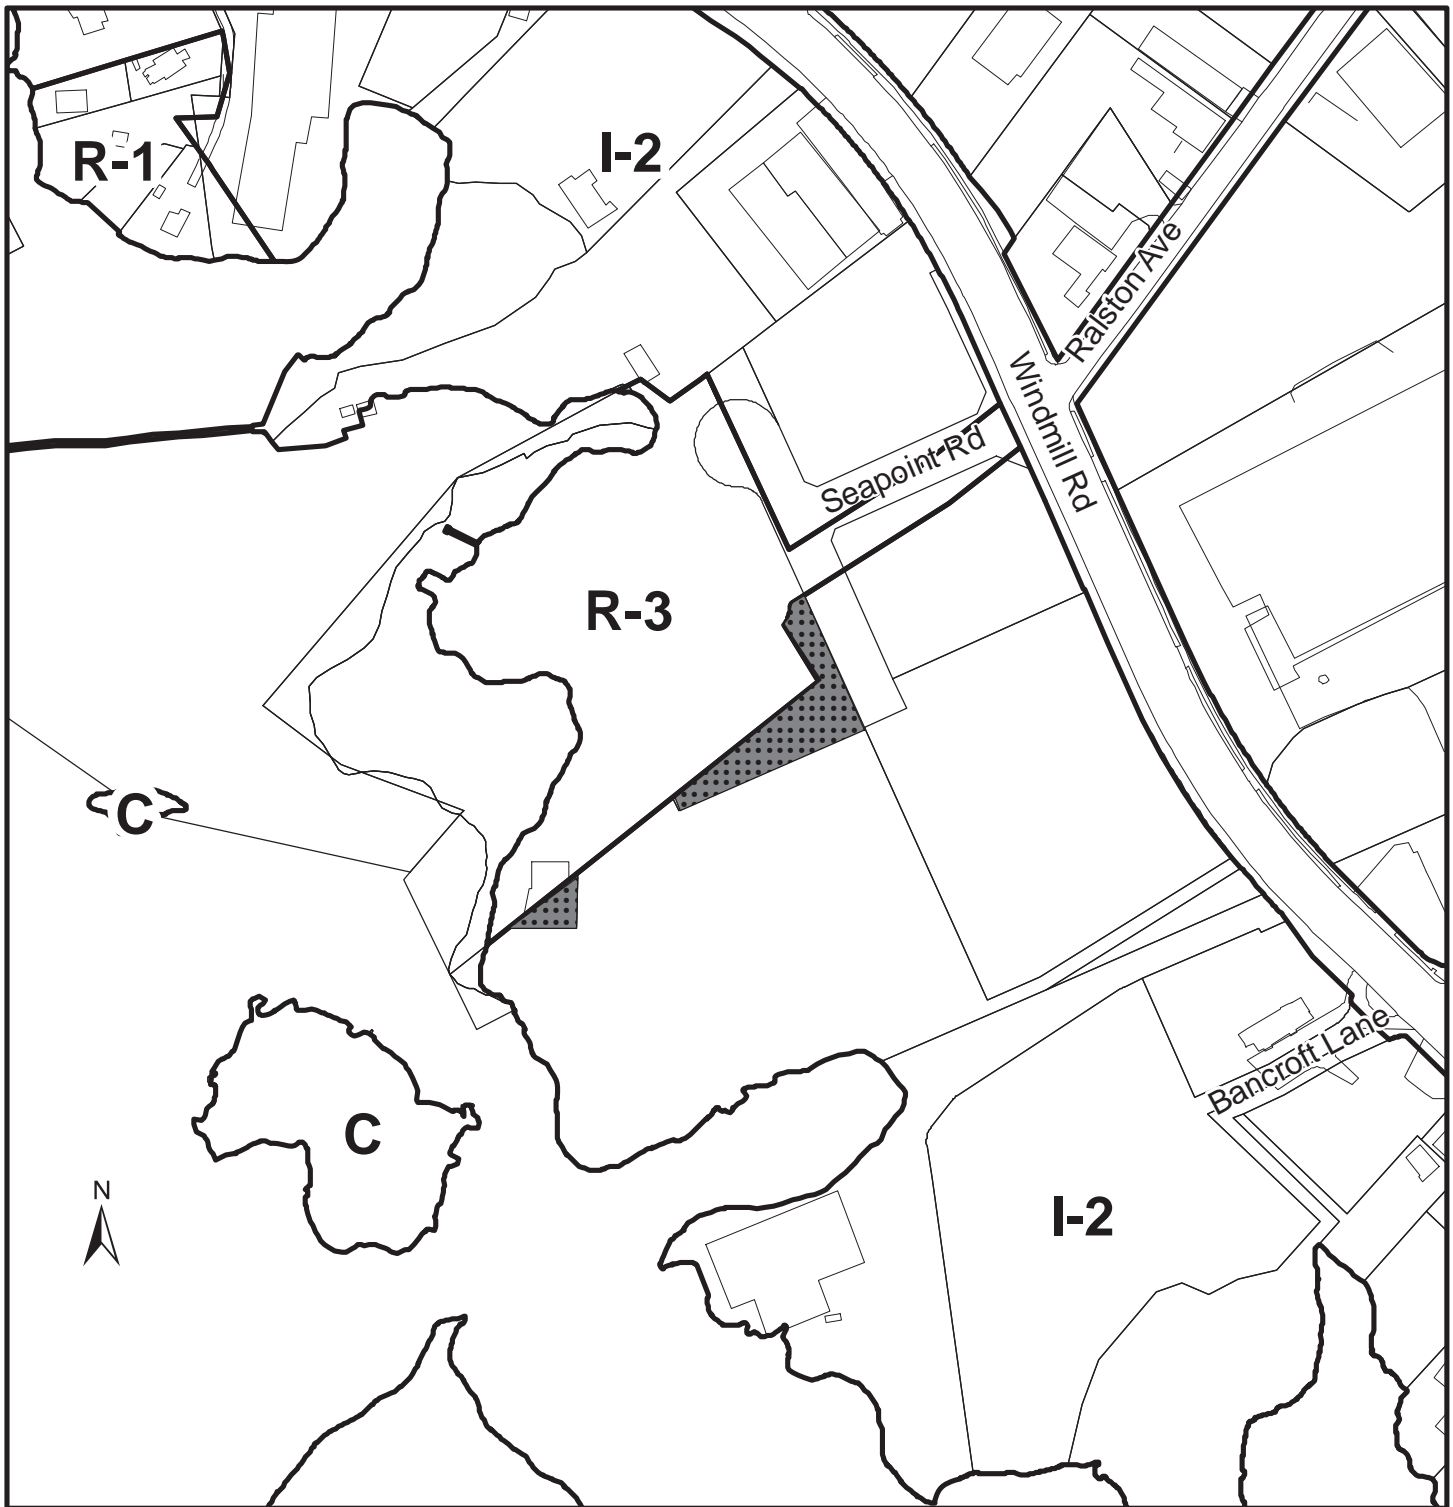 R-1
I-2
Ralston Ave
Windmill Rd
Seapoint Rd
R-3
C
C
Bancroft Lane
N
I-2